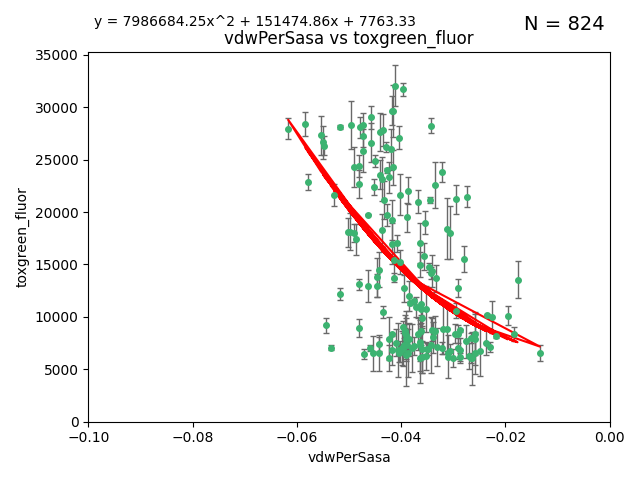 y = 7986684.25x^2 + 151474.86x + 7763.33
N = 824
vdwPerSasa vs toxgreen_fluor
35000
30000
25000
20000
15000
10000
5000
0
toxgreen_fluor
−0.10 −0.08 −0.06 −0.04 −0.02 0.00
vdwPerSasa